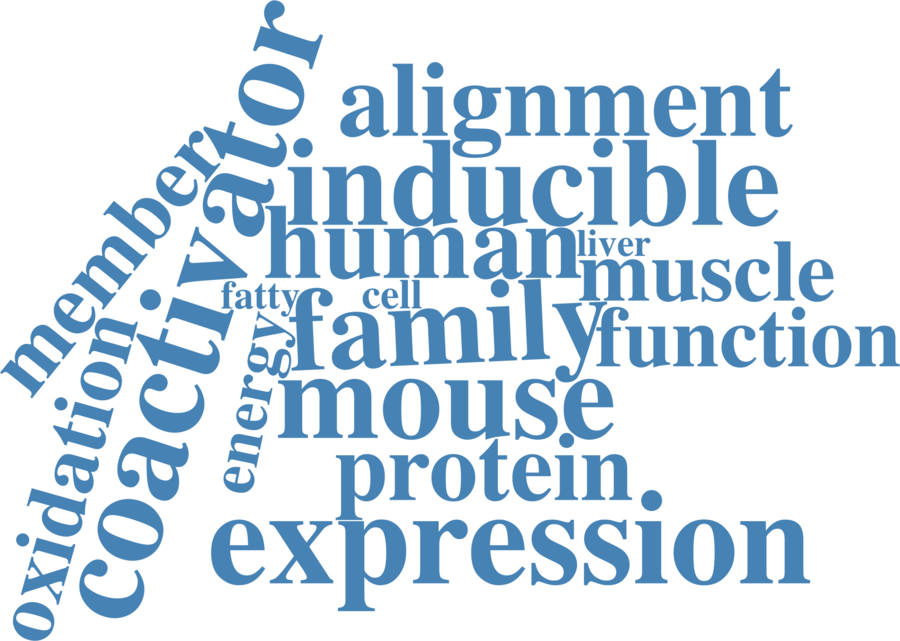 coactivator
member
oxidation
alignment
inducible
human
liver
muscle
fatty
cell
family
function
energy
mouse
protein
expression